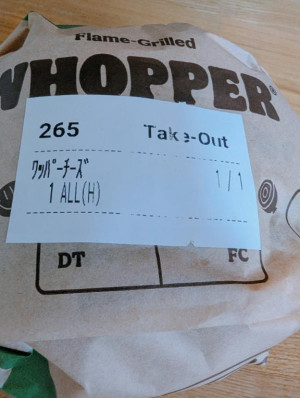 Flame-Grilled
WHOPPER®
265 Take-Out
ﾜｯﾊﾟｰﾁｰｽﾞ 1/1
1 ALL(H)
DT FC